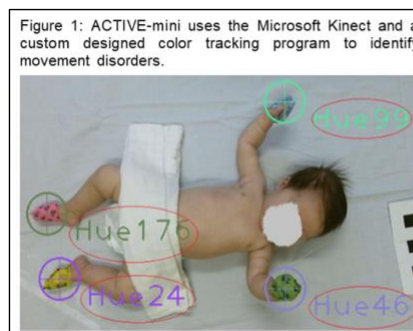 Figure 1: ACTIVE-mini uses the Microsoft Kinect and a
custom designed color tracking program to identify
movement disorders.
Hue99
Hue176
Hue24
Hue46